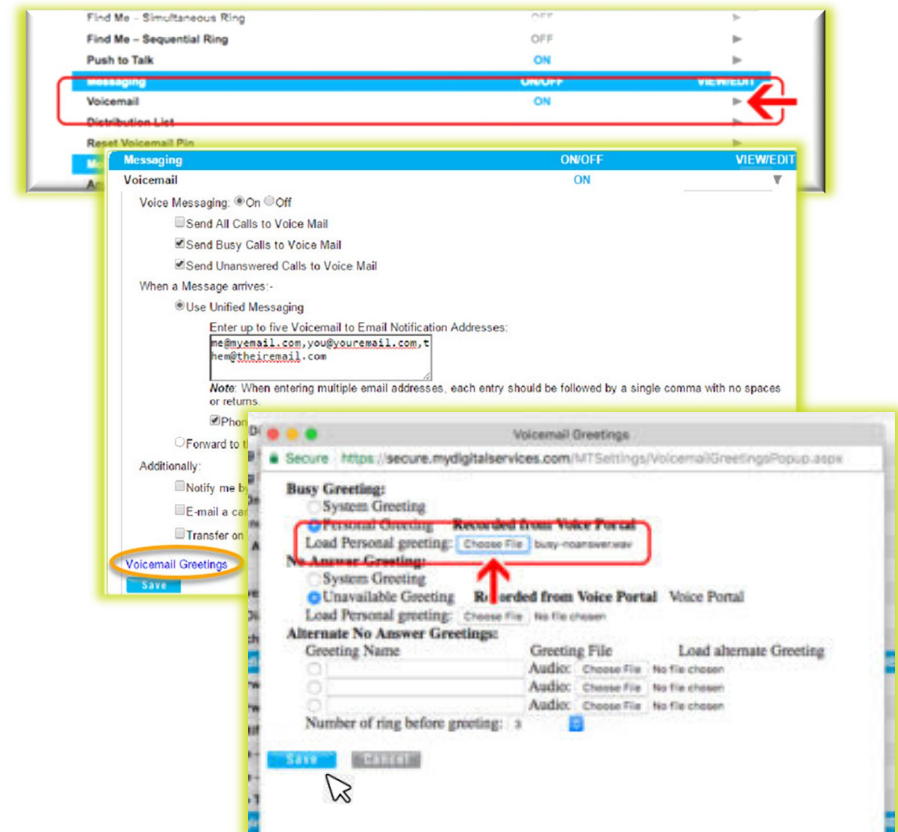 Find Me – Simultaneous Ring OFF
Find Me – Sequential Ring OFF
Push to Talk ON
Messaging ON/OFF VIEW/EDIT
Voicemail ON
Distribution List
Reset Voicemail Pin
Messaging ON/OFF VIEW/EDIT
Voicemail ON
Voice Messaging: On Off
Send All Calls to Voice Mail
Send Busy Calls to Voice Mail
Send Unanswered Calls to Voice Mail
When a Message arrives:-
Use Unified Messaging
Enter up to five Voicemail to Email Notification Addresses:
me@myemail.com,you@youremail.com,t
hem@theiremail.com
Note: When entering multiple email addresses, each entry should be followed by a single comma with no spaces
or returns.
Phon
Forward to t
Additionally:
Notify me b
E-mail a ca
Transfer on
Voicemail Greetings
Save
Voicemail Greetings
Secure https://secure.mydigitalservices.com/MTSettings/VoicemailGreetingsPopup.aspx
Busy Greeting:
System Greeting
Personal Greeting Recorded from Voice Portal
Load Personal greeting: Choose File busy-noanswer.wav
No Answer Greeting:
System Greeting
Unavailable Greeting Recorded from Voice Portal Voice Portal
Load Personal greeting: Choose File No file chosen
Alternate No Answer Greetings:
Greeting Name Greeting File Load alternate Greeting
Audio: Choose File No file chosen
Audio: Choose File No file chosen
Audio: Choose File No file chosen
Number of ring before greeting: 3
Save Cancel